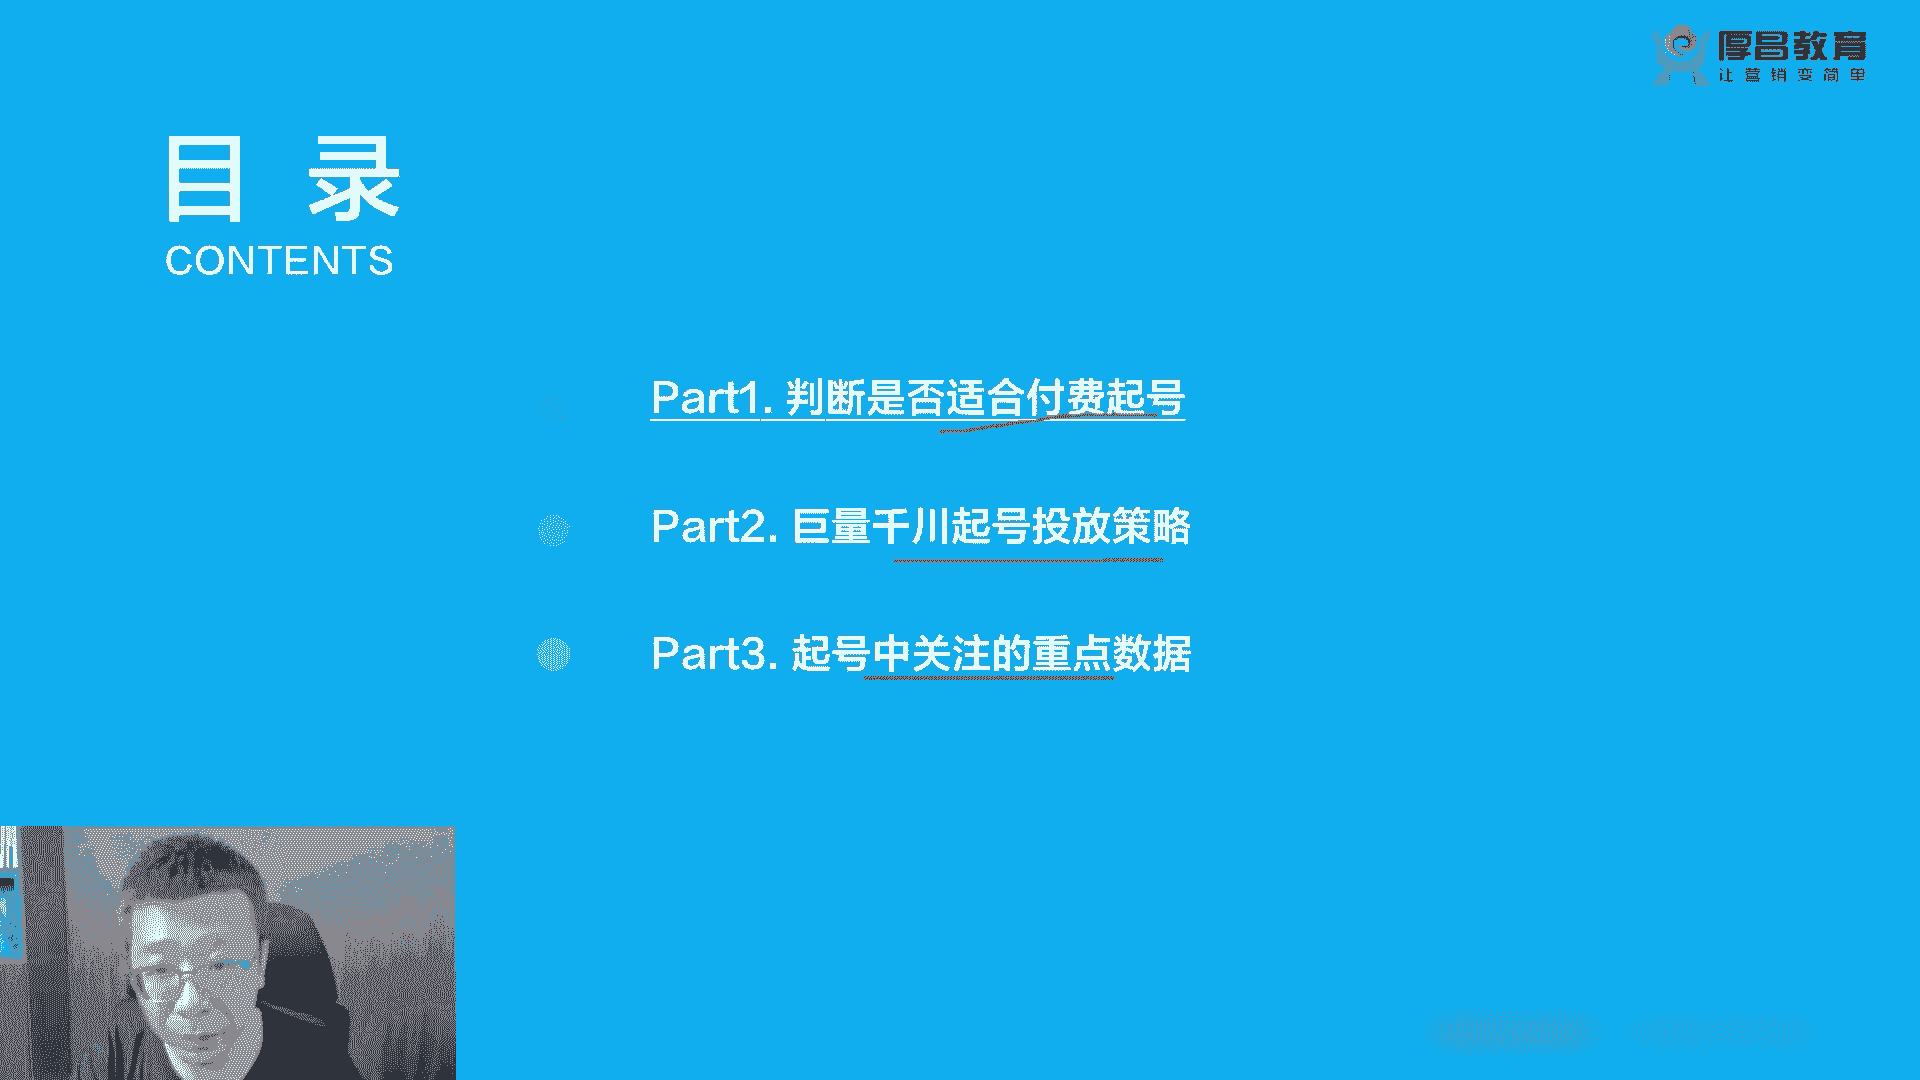 厚昌教育
让营销变简单
目录
CONTENTS
Part1. 判断是否适合付费起号
Part2. 巨量千川起号投放策略
Part3. 起号中关注的重点数据